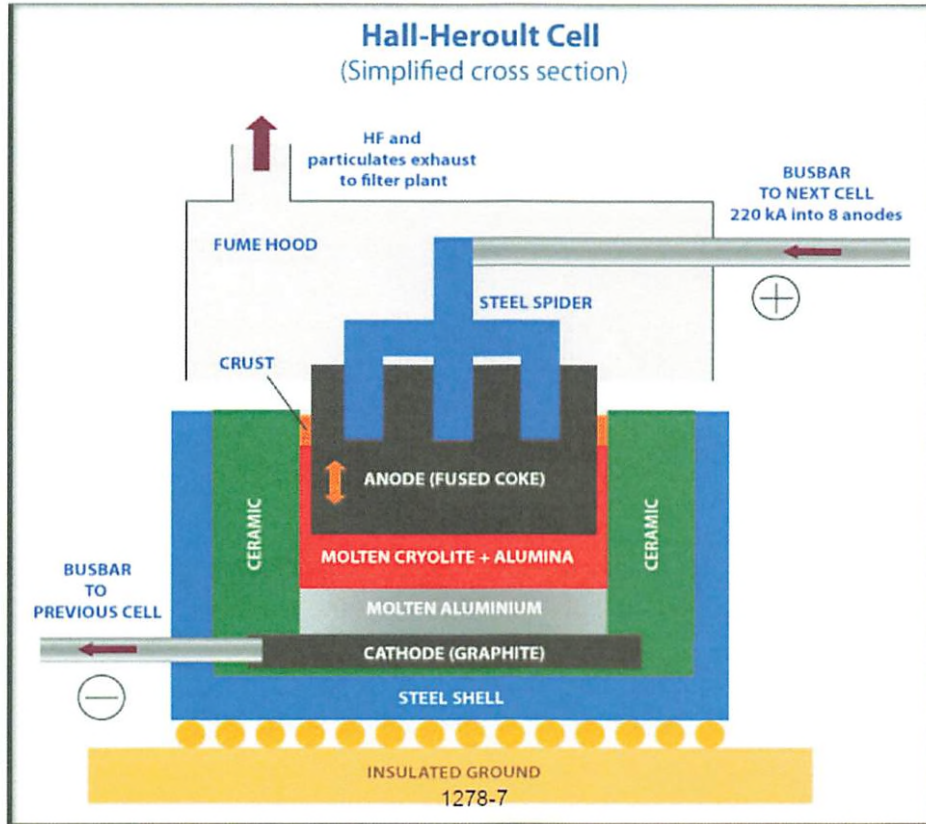 Hall-Heroult Cell
(Simplified cross section)
HF and
particulates exhaust
to filter plant
BUSBAR
TO NEXT CELL
220 kA into 8 anodes
FUME HOOD
STEEL SPIDER
CRUST
ANODE (FUSED COKE)
CERAMIC
CERAMIC
MOLTEN CRYOLITE + ALUMINA
BUSBAR
TO
PREVIOUS CELL
MOLTEN ALUMINIUM
CATHODE (GRAPHITE)
STEEL SHELL
INSULATED GROUND
1278-7